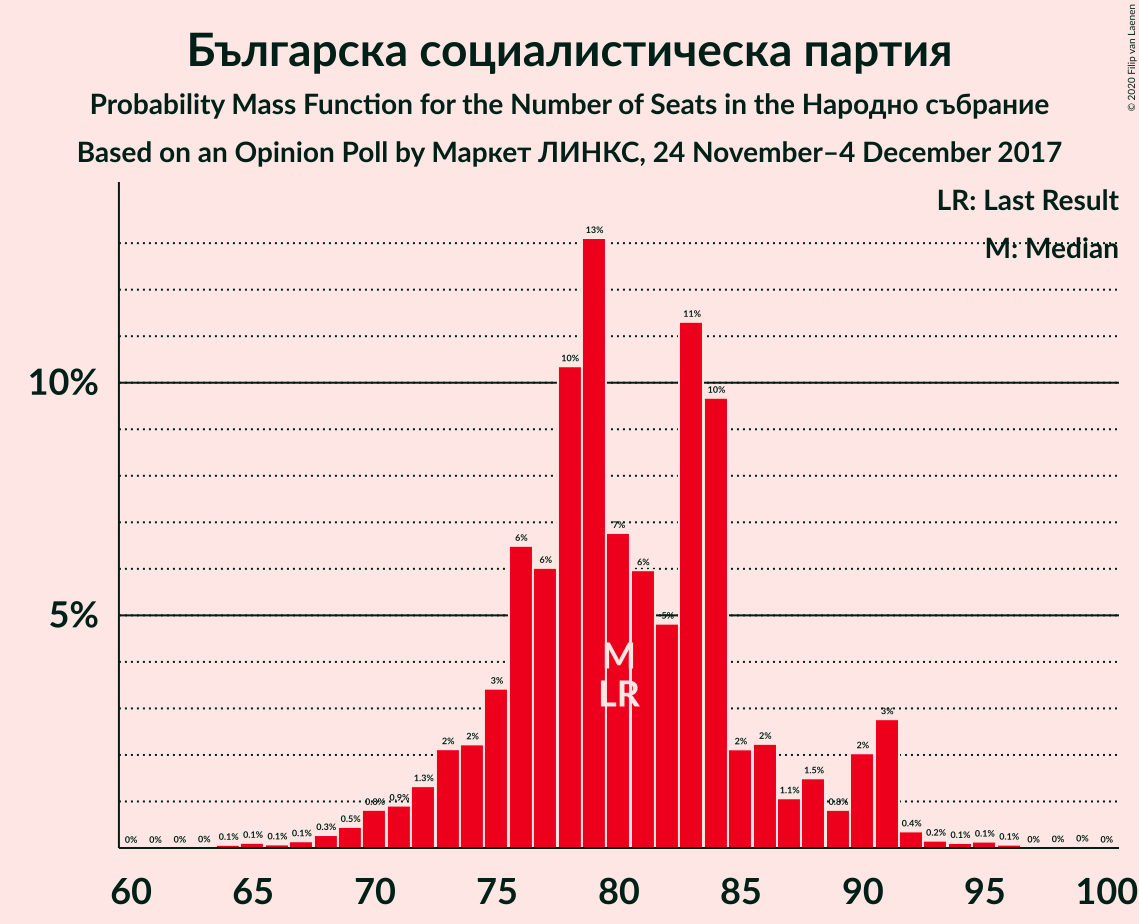 Българска социалистическа партия
Probability Mass Function for the Number of Seats in the Народно събрание
Based on an Opinion Poll by Маркет ЛИНКС, 24 November–4 December 2017
© 2020 Filip van Laenen
LR: Last Result
M: Median
10%
5%
0% 0% 0% 0% 0.1% 0.1% 0.1% 0.1% 0.3% 0.5% 0.8% 0.9% 1.3% 2% 2% 3% 6% 6% 10% 13% 7% 6% 5% 11% 10% 2% 2% 1.1% 1.5% 0.8% 2% 3% 0.4% 0.2% 0.1% 0.1% 0.1% 0% 0% 0% 0%
M
LR
60 65 70 75 80 85 90 95 100